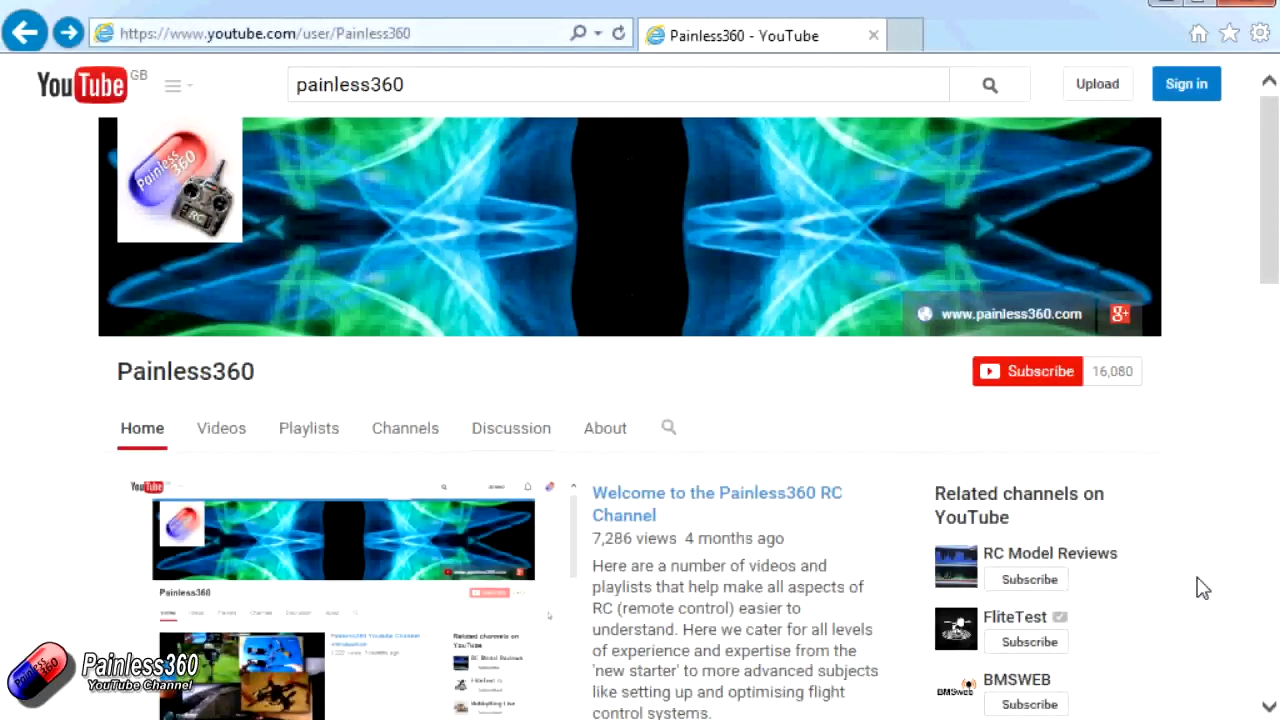 https://www.youtube.com/user/Painless360
Painless360 - YouTube
YouTube GB
painless360
Upload
Sign in
Painless 360
RC
www.painless360.com
g+
Painless360
Subscribe 16,080
Home Videos Playlists Channels Discussion About
YouTube
Painless360
Welcome to the Painless360 RC
Channel
7,286 views 4 months ago
Here are a number of videos and
playlists that help make all aspects of
RC (remote control) easier to
understand. Here we cater for all levels
of experience and expertise from the
'new starter' to more advanced subjects
like setting up and optimising flight
control systems.
Related channels on
YouTube
RC Model Reviews
Subscribe
FliteTest
Subscribe
BMSWEB
BMSweb
Subscribe
Painless 360
Painless360
YouTube Channel